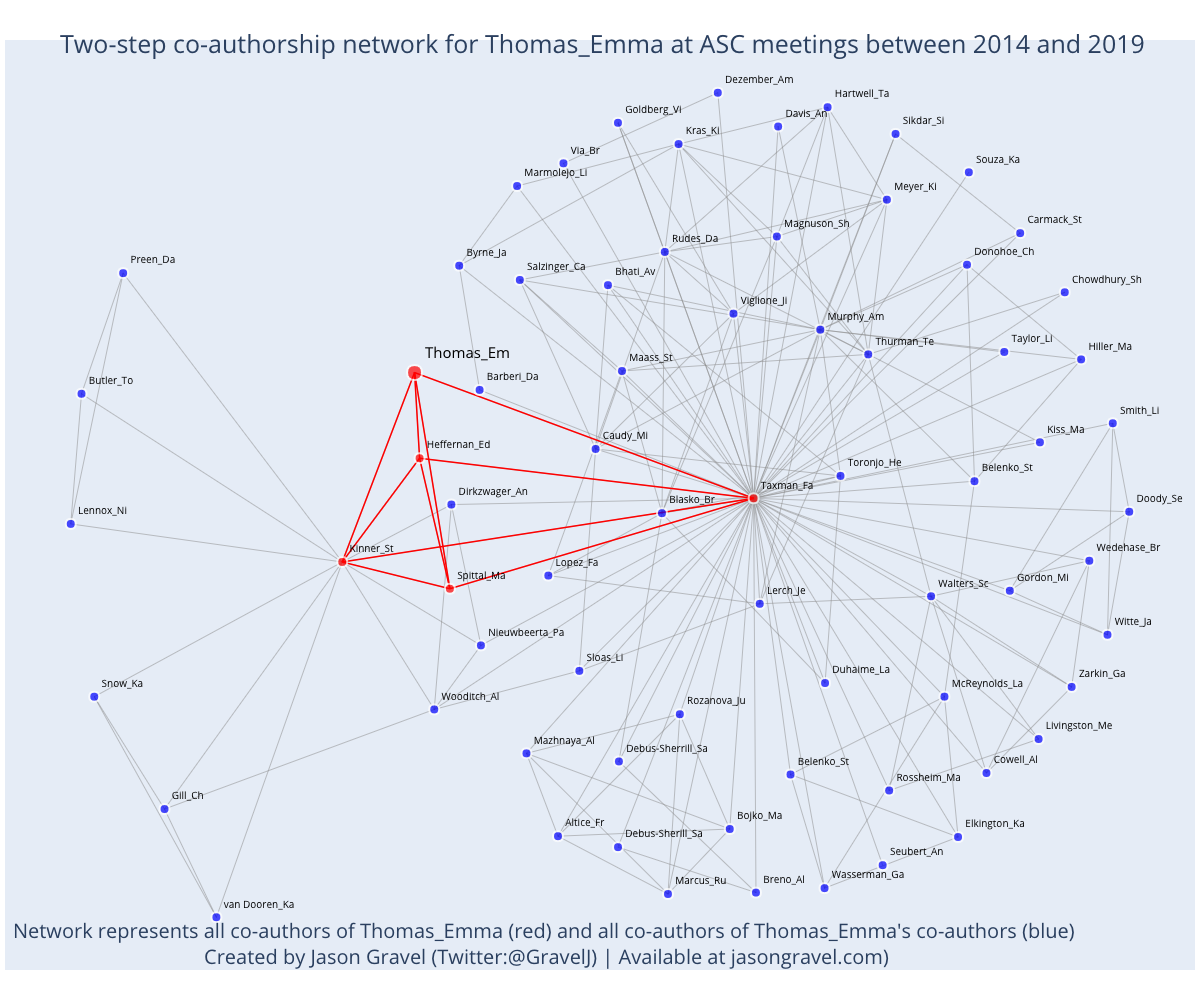 Two-step co-authorship network for Thomas_Emma at ASC meetings between 2014 and 2019
Dezember_Am
Hartwell_Ta
Goldberg_Vi
Davis_An
Sikdar_Si
Kras_Ki
Via_Br
Marmolejo_Li
Souza_Ka
Meyer_Ki
Carmack_St
Magnuson_Sh
Rudes_Da
Donohoe_Ch
Byrne_Ja
Preen_Da
Salzinger_Ca
Bhati_Av
Chowdhury_Sh
Viglione_Ji
Murphy_Am
Thurman_Te
Taylor_LI
Hiller_Ma
Thomas_Em
Maass_St
Butler_To
Barberi_Da
Smith_Li
Kiss_Ma
Heffernan_Ed
Caudy_Mi
Toronjo_He
Belenko_St
Taxman_Fa
Dirkzwager_An
Blasko_Br
Doody_Se
Lennox_Ni
Kinner_St
Wedehase_Br
Lopez_Fa
Spittal_Ma
Gordon_Mi
Walters_Sc
Lerch_Je
Witte_Ja
Nieuwbeerta_Pa
Sloas_Li
Duhaime_La
Zarkin_Ga
Snow_Ka
McReynolds_La
Wooditch_Al
Rozanova_Ju
Livingston_Me
Mazhnaya_Al
Debus-Sherrill_Sa
Belenko_St
Cowell_Al
Rossheim_Ma
Gill_Ch
Bojko_Ma
Altice_Fr
Elkington_Ka
Debus-Sherill_Sa
Seubert_An
Wasserman_Ga
Marcus_Ru
Breno_Al
van Dooren_Ka
Network represents all co-authors of Thomas_Emma (red) and all co-authors of Thomas_Emma's co-authors (blue)
Created by Jason Gravel (Twitter:@GravelJ) | Available at jasongravel.com)